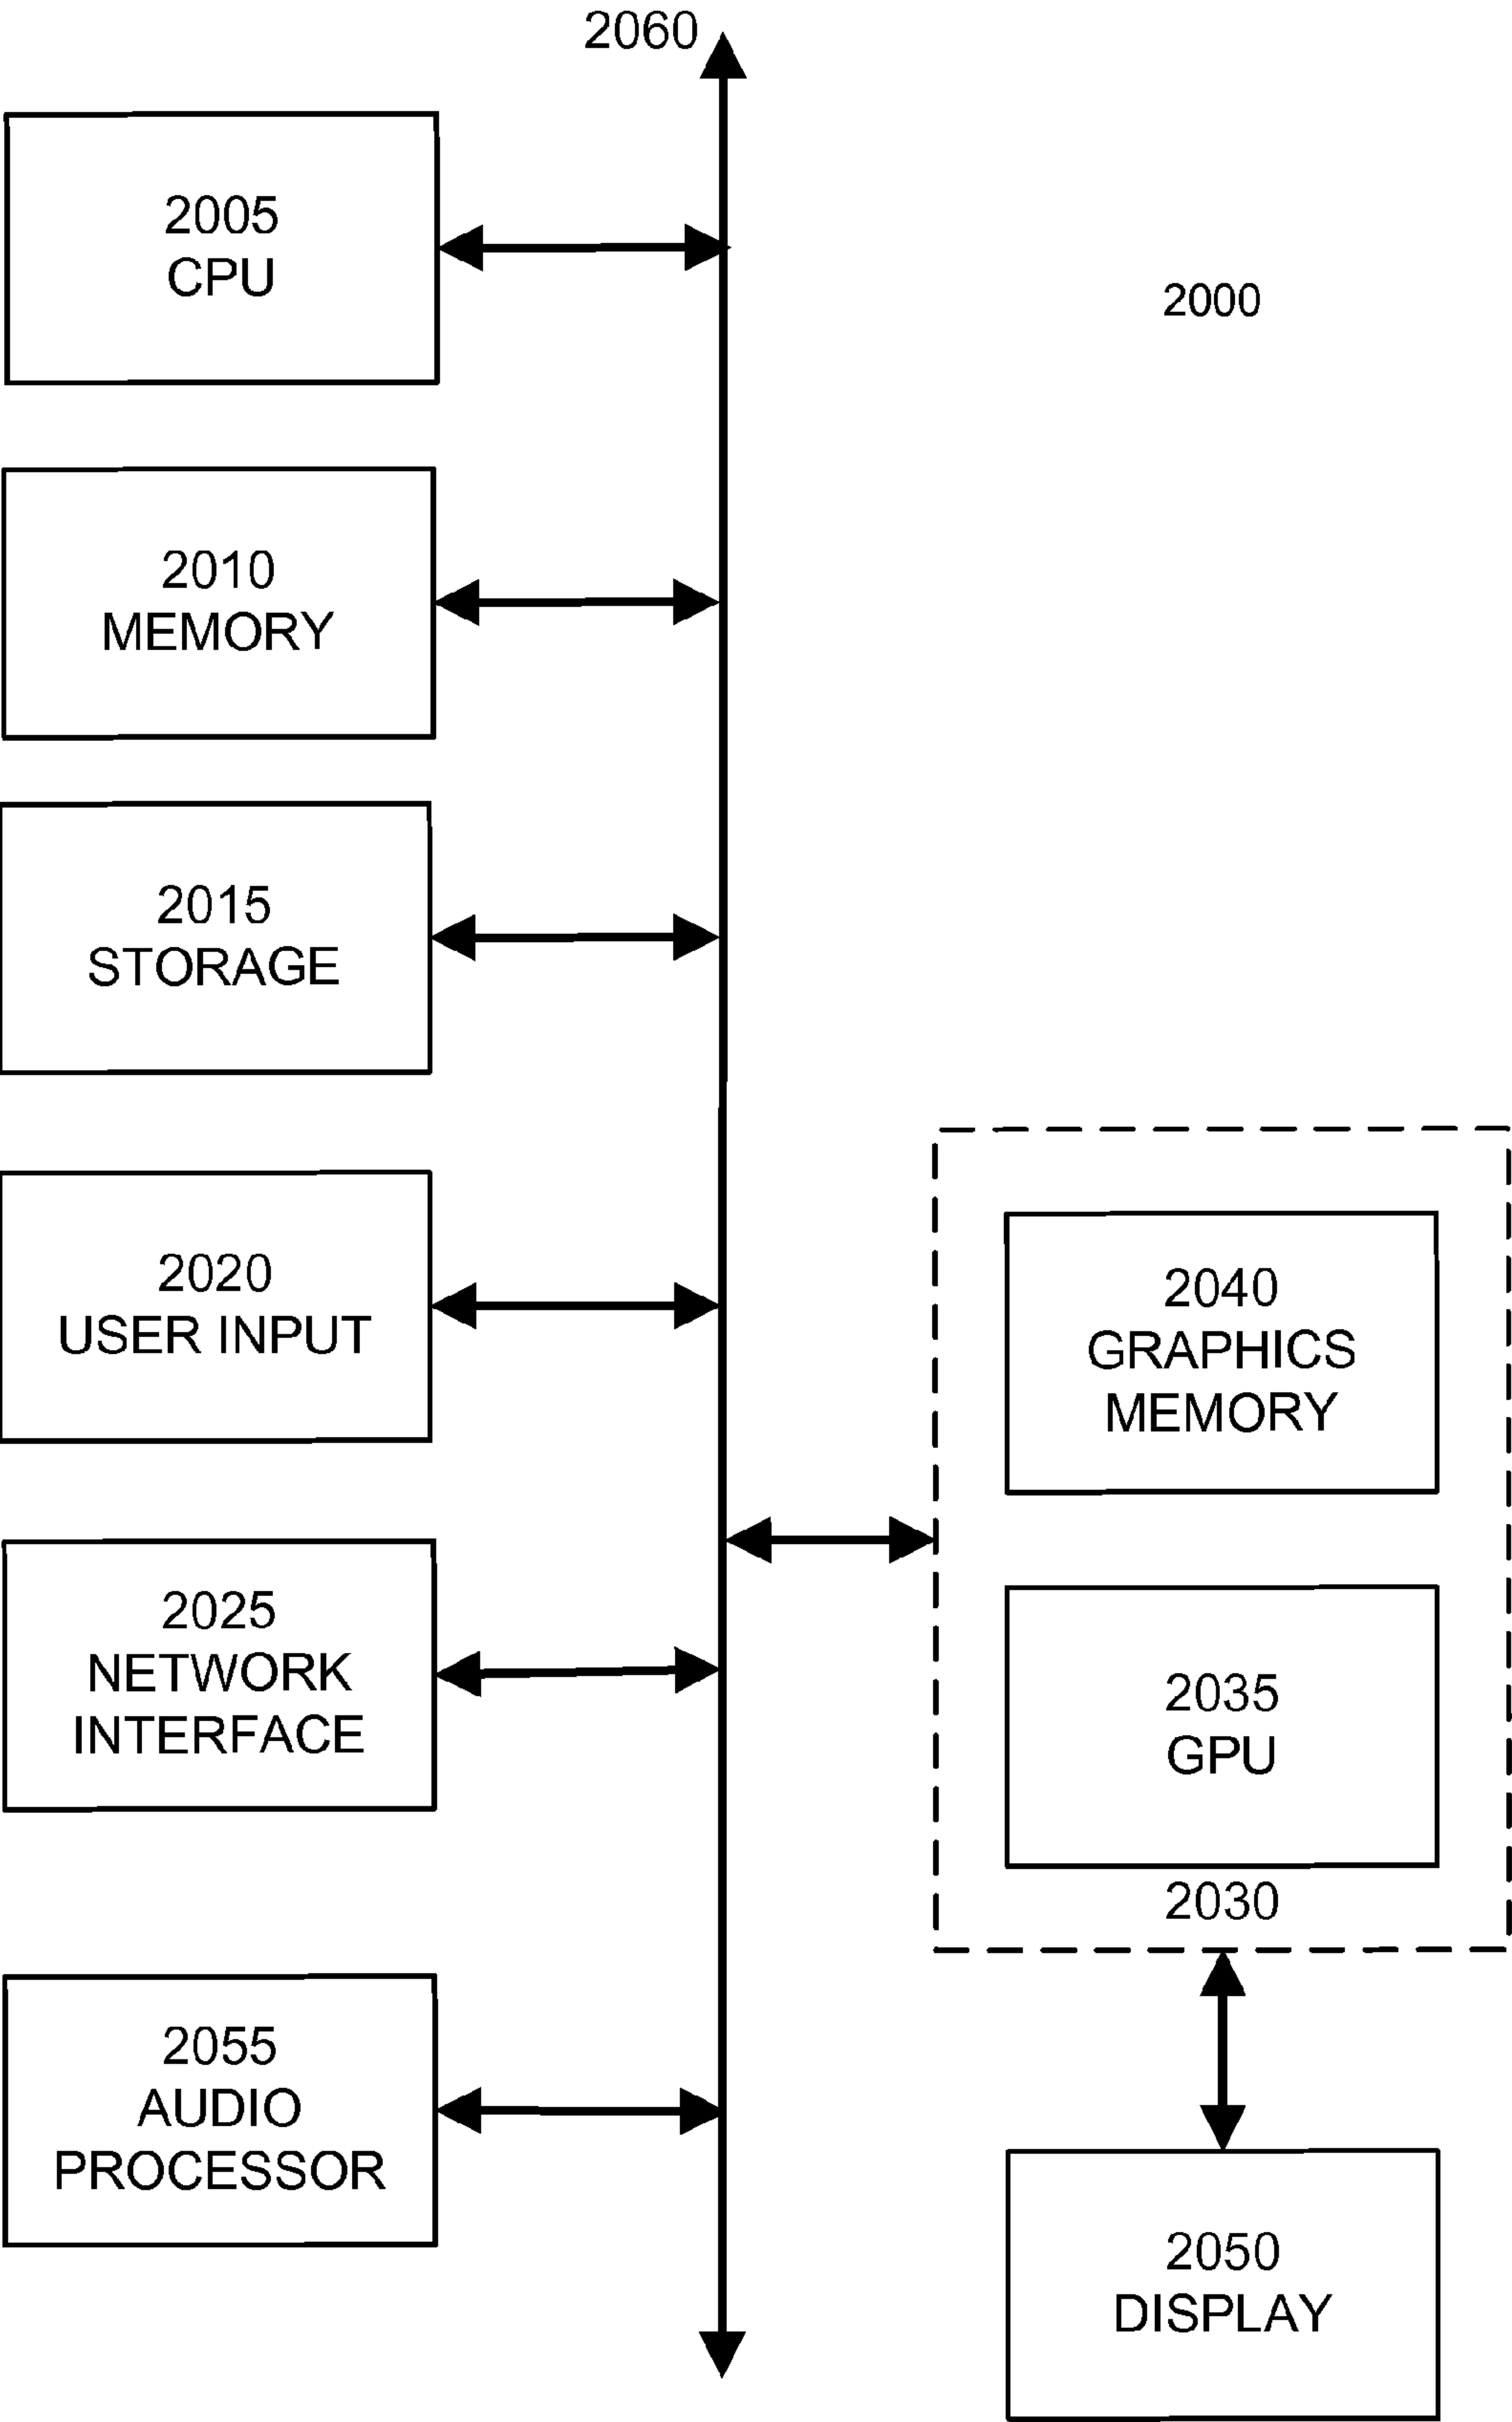 2060
2005
CPU
2000
2010
MEMORY
2015
STORAGE
2020
USER INPUT
2040
GRAPHICS
MEMORY
2025
NETWORK
INTERFACE
2035
GPU
2030
2055
AUDIO
PROCESSOR
2050
DISPLAY